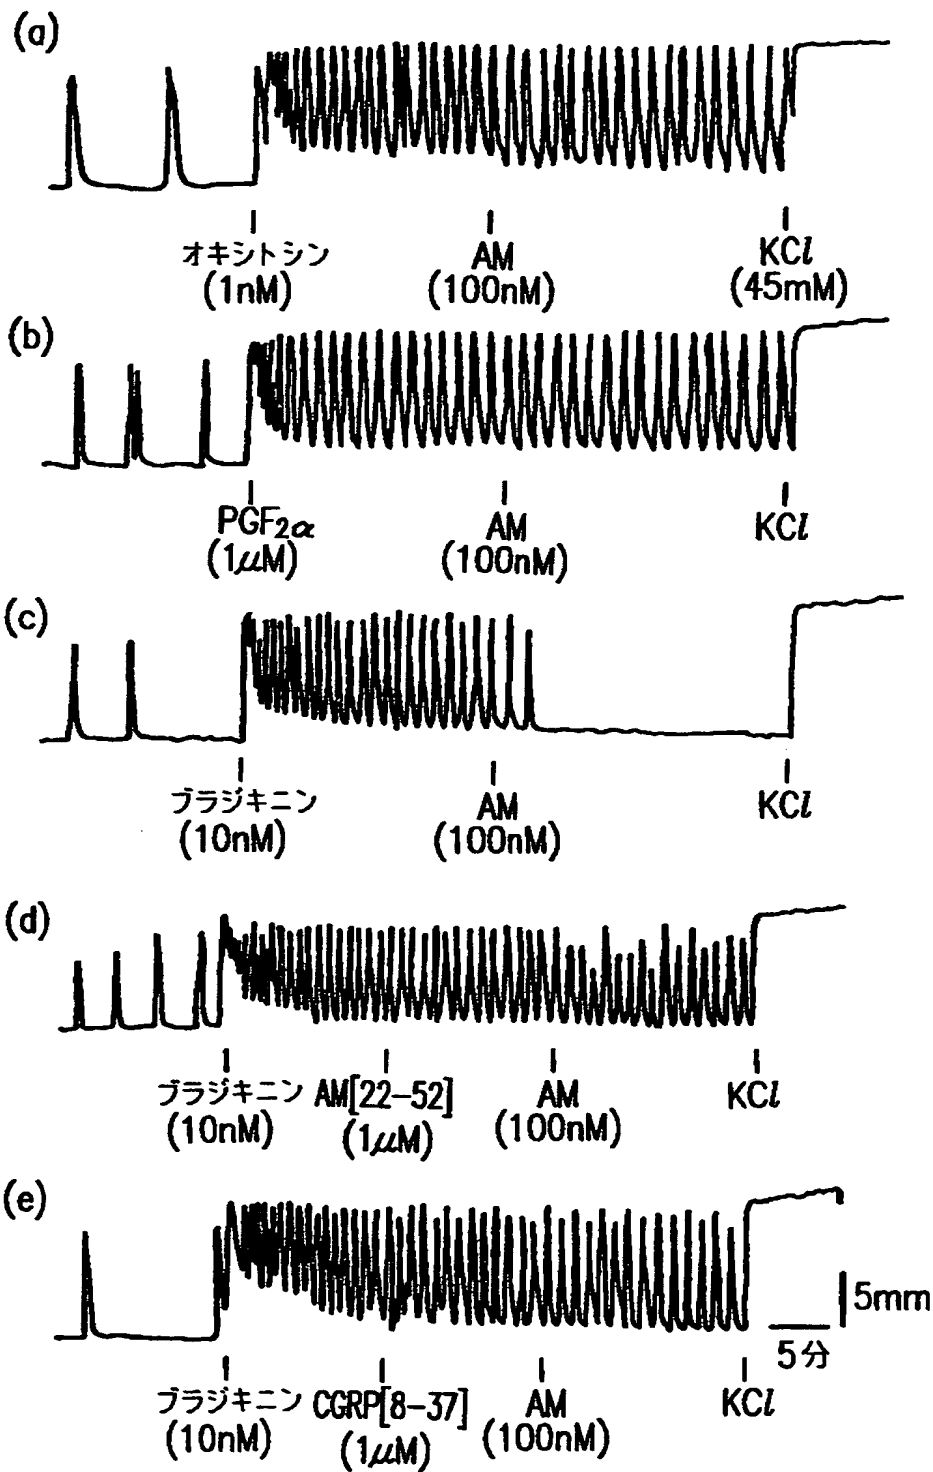 (a)
オキシトシン AM KCl
(1nM) (100nM) (45mM)
(b)
PGF2α AM KCl
(1μM) (100nM)
(c)
ブラジキニン AM KCl
(10nM) (100nM)
(d)
ブラジキニン AM[22-52] AM KCl
(10nM) (1μM) (100nM)
(e)
5mm
5分
ブラジキニン CGRP[8-37] AM KCl
(10nM) (1μM) (100nM)